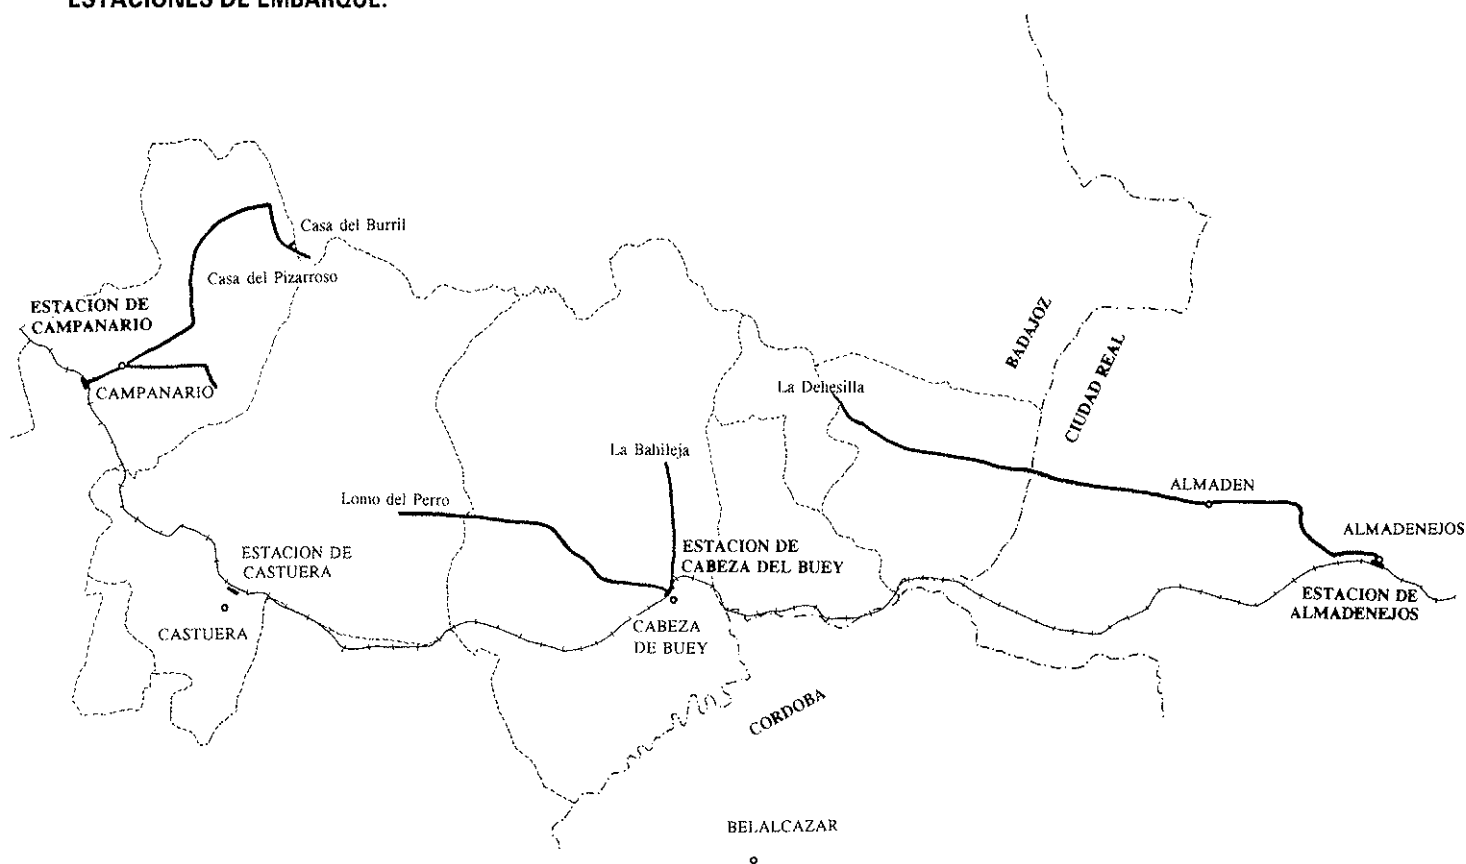 ESTACIONES DE EMBARQUE.
Casa del Burril
Casa del Pizarroso
ESTACION DE
CAMPANARIO
CAMPANARIO
BADAJOZ
CIUDAD REAL
La Dehesilla
La Bahileja
Lomo del Perro
ALMADEN
ALMADENEJOS
ESTACION DE
CASTUERA
ESTACION DE
CABEZA DEL BUEY
ESTACION DE
ALMADENEJOS
CASTUERA
CABEZA
DE BUEY
CORDOBA
BELALCAZAR